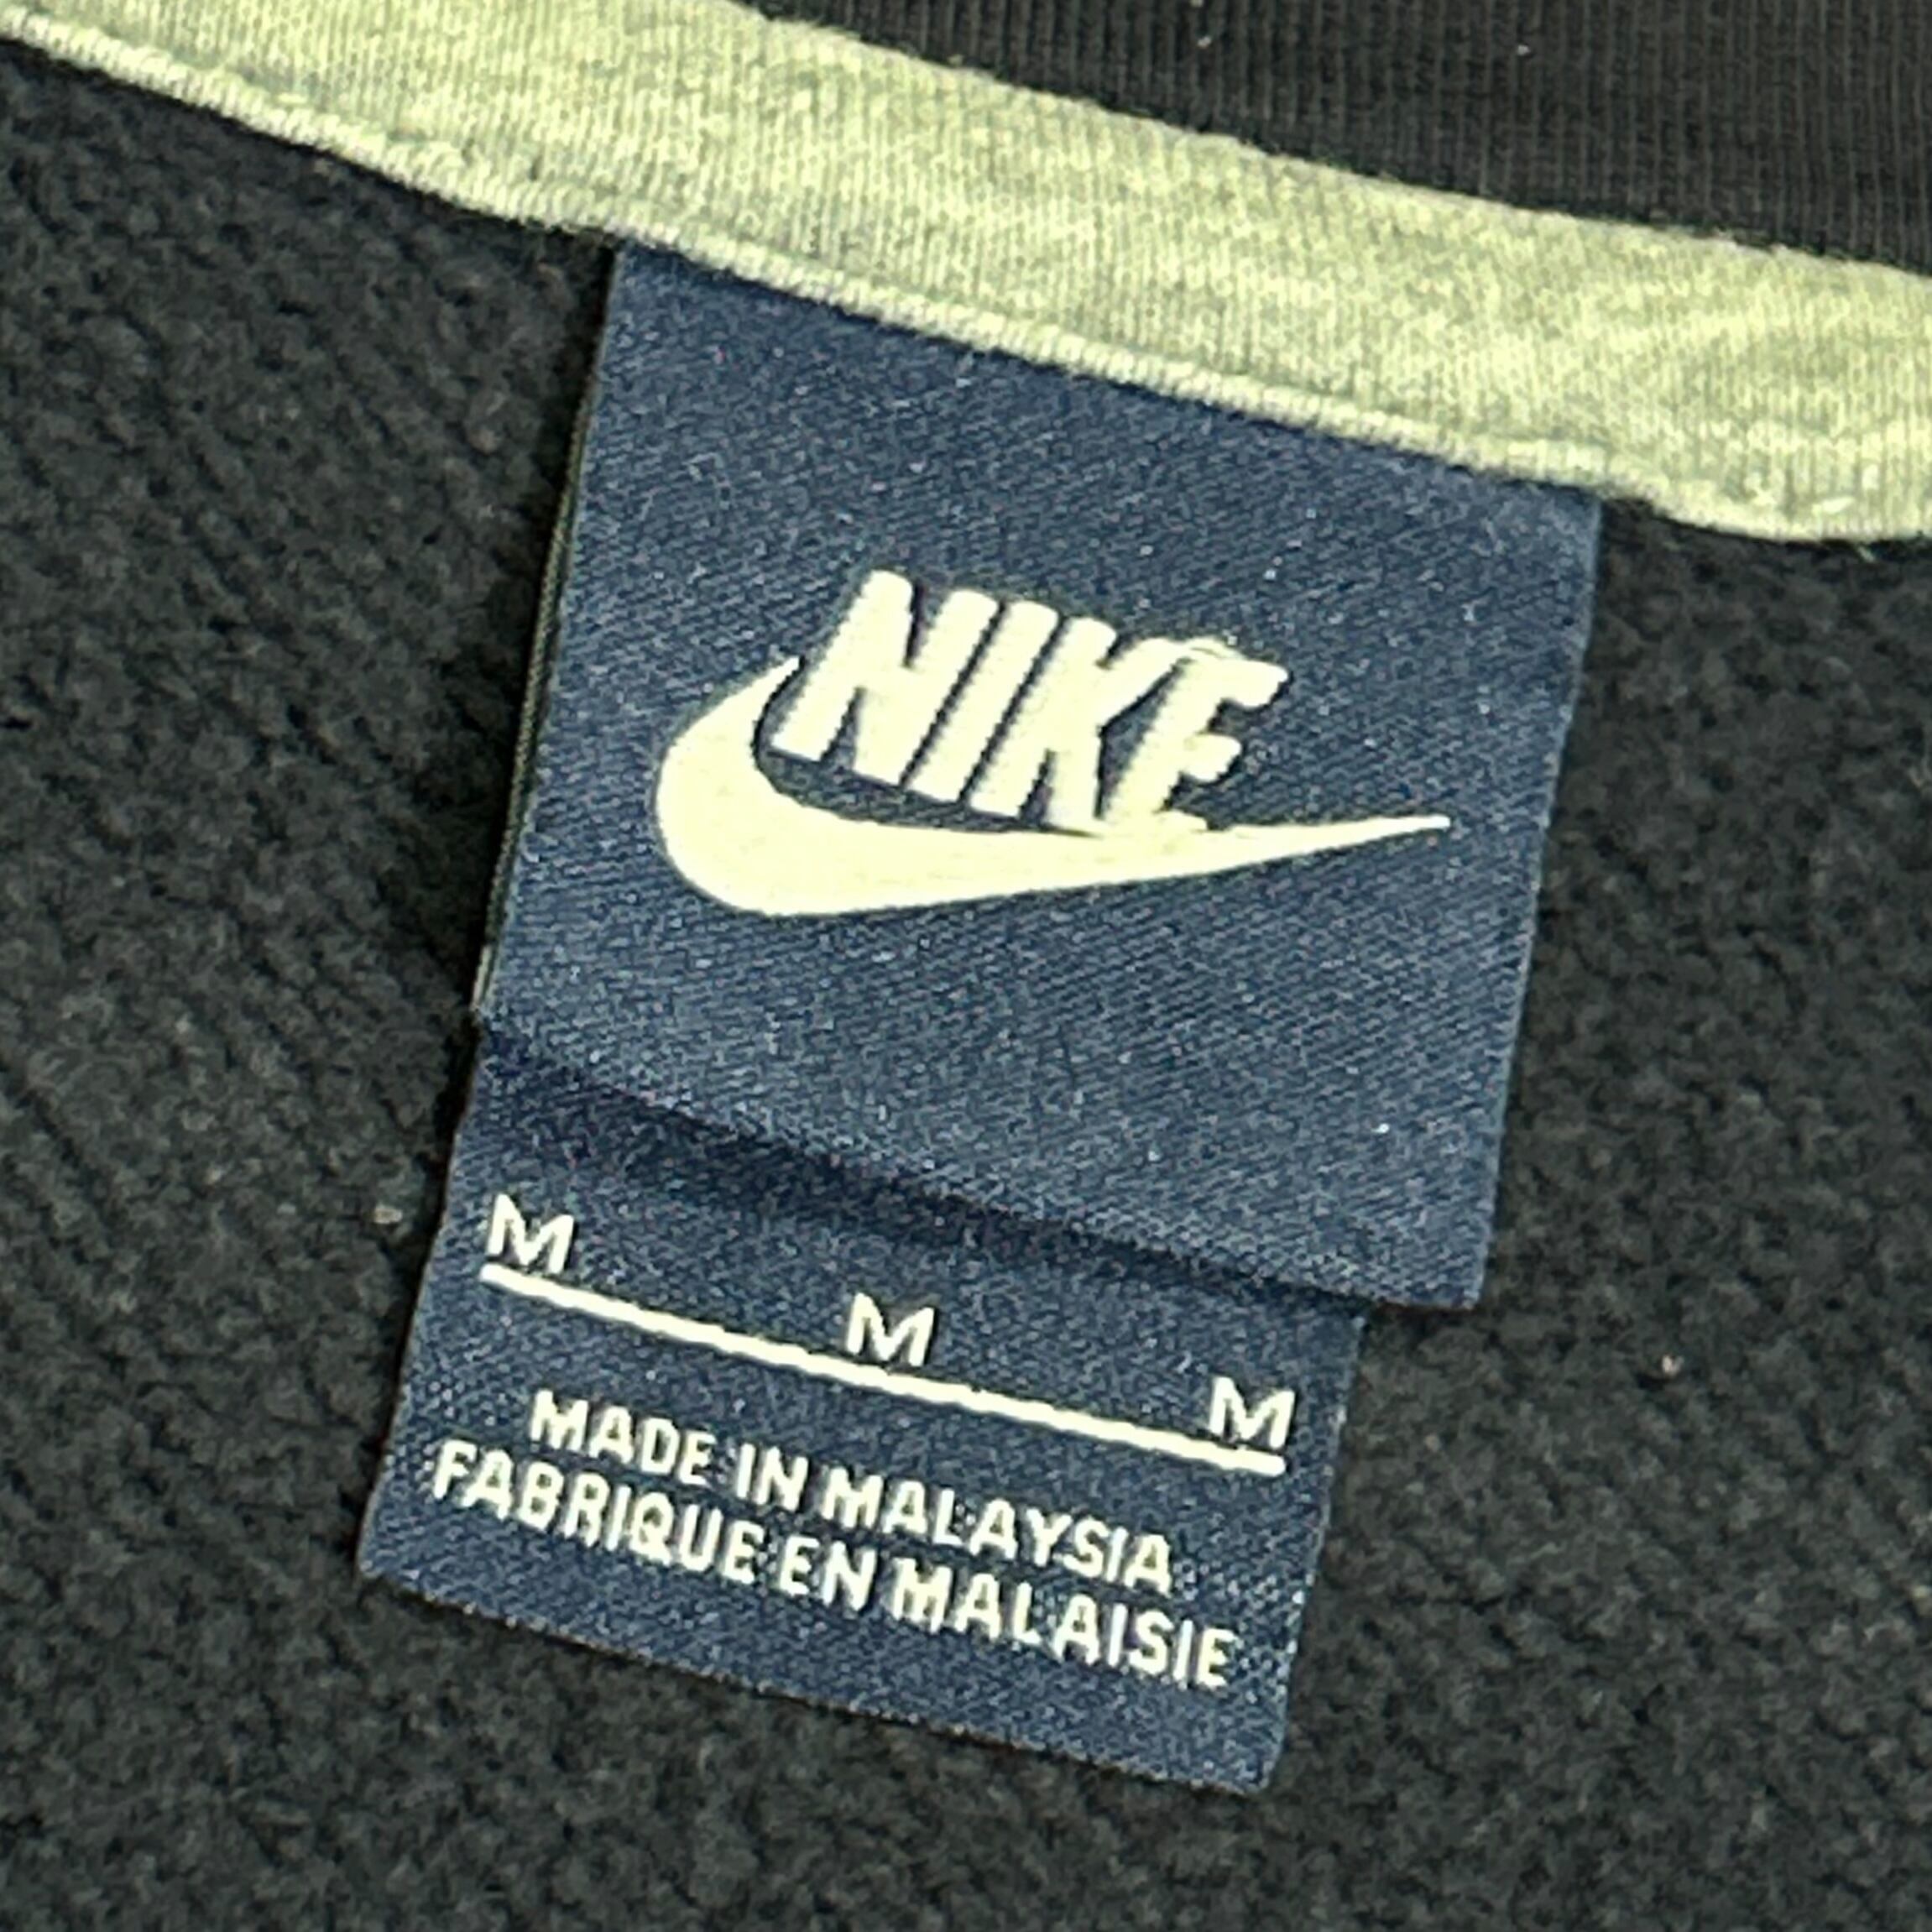 NIKE
M M M
MADE IN MALAYSIA
FABRIQUE EN MALAISIE